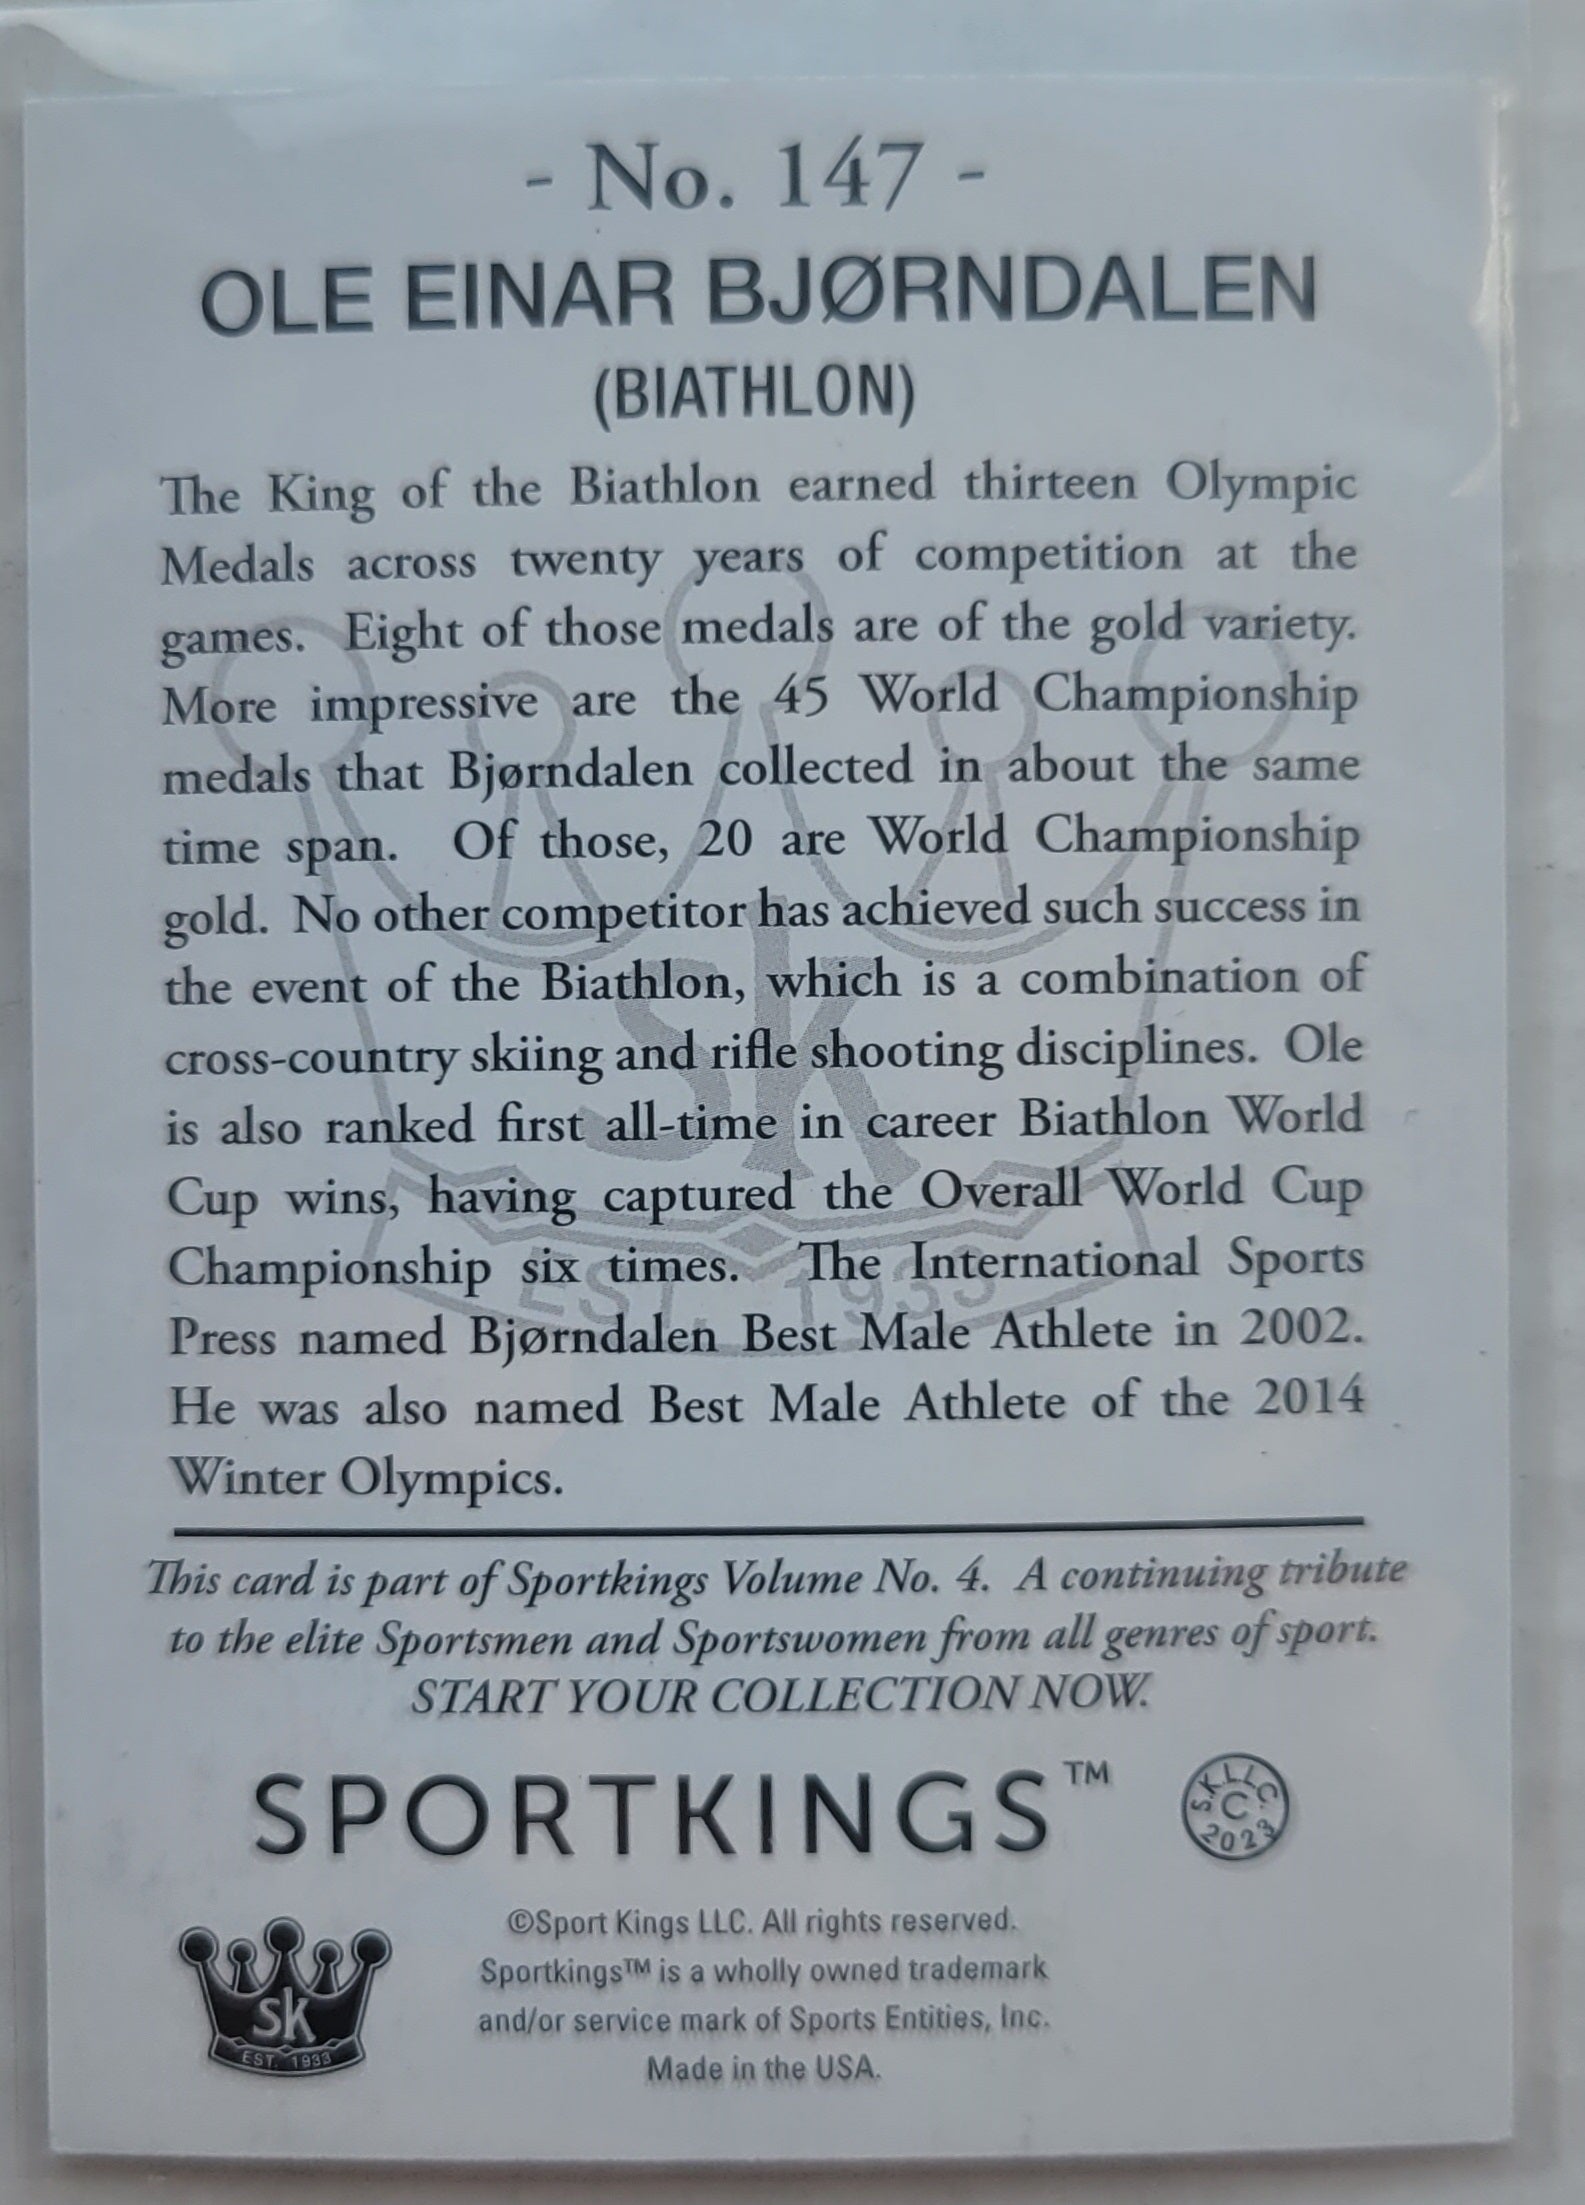 - No. 147 -
OLE EINAR BJØRNDALEN
(BIATHLON)
The King of the Biathlon earned thirteen Olympic
Medals across twenty years of competition at the
games. Eight of those medals are of the gold variety.
More impressive are the 45 World Championship
medals that Bjørndalen collected in about the same
time span. Of those, 20 are World Championship
gold. No other competitor has achieved such success in
the event of the Biathlon, which is a combination of
cross-country skiing and rifle shooting disciplines. Ole
is also ranked first all-time in career Biathlon World
Cup wins, having captured the Overall World Cup
Championship six times. The International Sports
Press named Bjørndalen Best Male Athlete in 2002.
He was also named Best Male Athlete of the 2014
Winter Olympics.
SK
EST. 1933
This card is part of Sportkings Volume No. 4. A continuing tribute
to the elite Sportsmen and Sportswomen from all genres of sport.
START YOUR COLLECTION NOW.
SPORTKINGS™
S.K.L.L.C.
C
2023
©Sport Kings LLC. All rights reserved.
Sportkings™ is a wholly owned trademark
and/or service mark of Sports Entities, Inc.
Made in the USA.
SK
EST. 1933